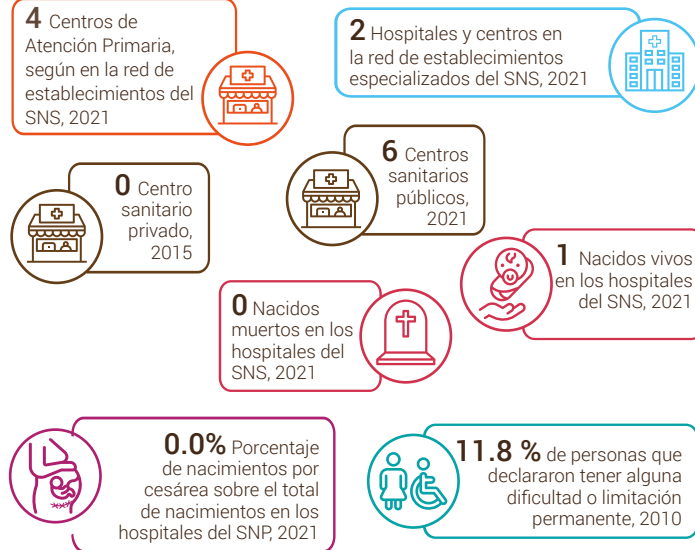 4 Centros de
Atención Primaria,
según en la red de
establecimientos del
SNS, 2021
2 Hospitales y centros en
la red de establecimientos
especializados del SNS, 2021
0 Centro
sanitario
privado,
2015
6 Centros
sanitarios
públicos,
2021
1 Nacidos vivos
en los hospitales
del SNS, 2021
0 Nacidos
muertos en los
hospitales del
SNS, 2021
0.0% Porcentaje
de nacimientos por
cesárea sobre el total
de nacimientos en los
hospitales del SNP, 2021
11.8 % de personas que
declararon tener alguna
dificultad o limitación
permanente, 2010